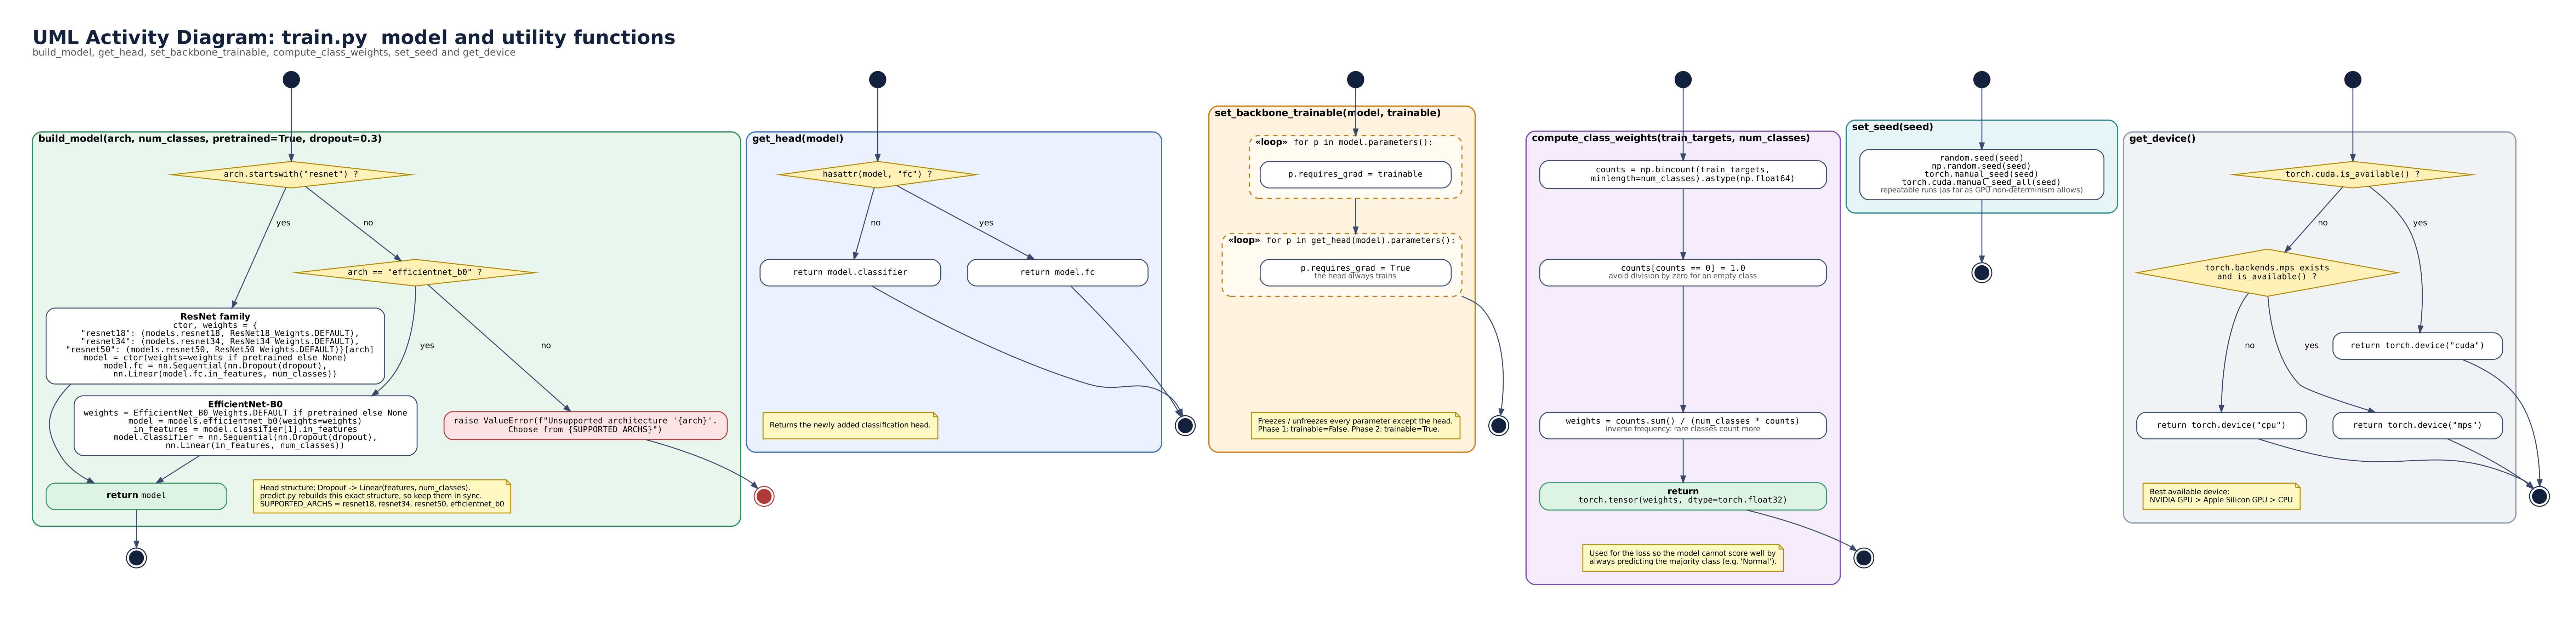 UML Activity Diagram: train.py  model and utility functions
build_model, get_head, set_backbone_trainable, compute_class_weights, set_seed and get_device
build_model(arch, num_classes, pretrained=True, dropout=0.3)
arch.startswith("resnet") ?
yes
no
arch == "efficientnet_b0" ?
ResNet family
ctor, weights = {
"resnet18": (models.resnet18, ResNet18_Weights.DEFAULT),
"resnet34": (models.resnet34, ResNet34_Weights.DEFAULT),
"resnet50": (models.resnet50, ResNet50_Weights.DEFAULT)}[arch]
model = ctor(weights=weights if pretrained else None)
model.fc = nn.Sequential(nn.Dropout(dropout),
nn.Linear(model.fc.in_features, num_classes))
yes
no
EfficientNet-B0
weights = EfficientNet_B0_Weights.DEFAULT if pretrained else None
model = models.efficientnet_b0(weights=weights)
in_features = model.classifier[1].in_features
model.classifier = nn.Sequential(nn.Dropout(dropout),
nn.Linear(in_features, num_classes))
raise ValueError(f"Unsupported architecture '{arch}'.
Choose from {SUPPORTED_ARCHS}")
return model
Head structure: Dropout -> Linear(features, num_classes).
predict.py rebuilds this exact structure, so keep them in sync.
SUPPORTED_ARCHS = resnet18, resnet34, resnet50, efficientnet_b0
get_head(model)
hasattr(model, "fc") ?
no
yes
return model.classifier
return model.fc
Returns the newly added classification head.
set_backbone_trainable(model, trainable)
«loop» for p in model.parameters():
p.requires_grad = trainable
«loop» for p in get_head(model).parameters():
p.requires_grad = True
the head always trains
Freezes / unfreezes every parameter except the head.
Phase 1: trainable=False. Phase 2: trainable=True.
compute_class_weights(train_targets, num_classes)
counts = np.bincount(train_targets,
minlength=num_classes).astype(np.float64)
counts[counts == 0] = 1.0
avoid division by zero for an empty class
weights = counts.sum() / (num_classes * counts)
inverse frequency: rare classes count more
return
torch.tensor(weights, dtype=torch.float32)
Used for the loss so the model cannot score well by
always predicting the majority class (e.g. 'Normal').
set_seed(seed)
random.seed(seed)
np.random.seed(seed)
torch.manual_seed(seed)
torch.cuda.manual_seed_all(seed)
repeatable runs (as far as GPU non-determinism allows)
get_device()
torch.cuda.is_available() ?
no
yes
torch.backends.mps exists
and is_available() ?
no
yes
return torch.device("cuda")
return torch.device("cpu")
return torch.device("mps")
Best available device:
NVIDIA GPU > Apple Silicon GPU > CPU